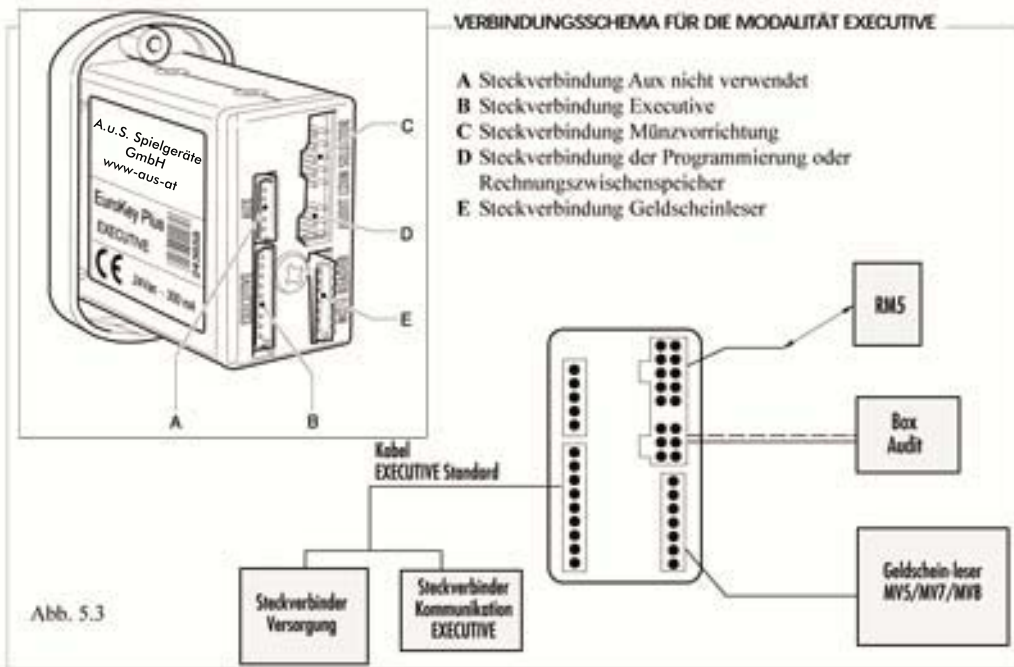 VERBINDUNGSSCHEMA FÜR DIE MODALITÄT EXECUTIVE
A Steckverbindung Aux nicht verwendet
B Steckverbindung Executive
C Steckverbindung Münzvorrichtung
D Steckverbindung der Programmierung oder
Rechnungszwischenspeicher
E Steckverbindung Geldscheinleser
A.u.S. Spielgeräte
GmbH
www-aus-at
EuroKey Plus
EXECUTIVE
CE
C
D
E
A
B
RM5
Box
Audit
Kabel
EXECUTIVE Standard
Geldschein-leser
MV5/MV7/MV8
Steckverbinder
Versorgung
Steckverbinder
Kommunikation
EXECUTIVE
Abb. 5.3